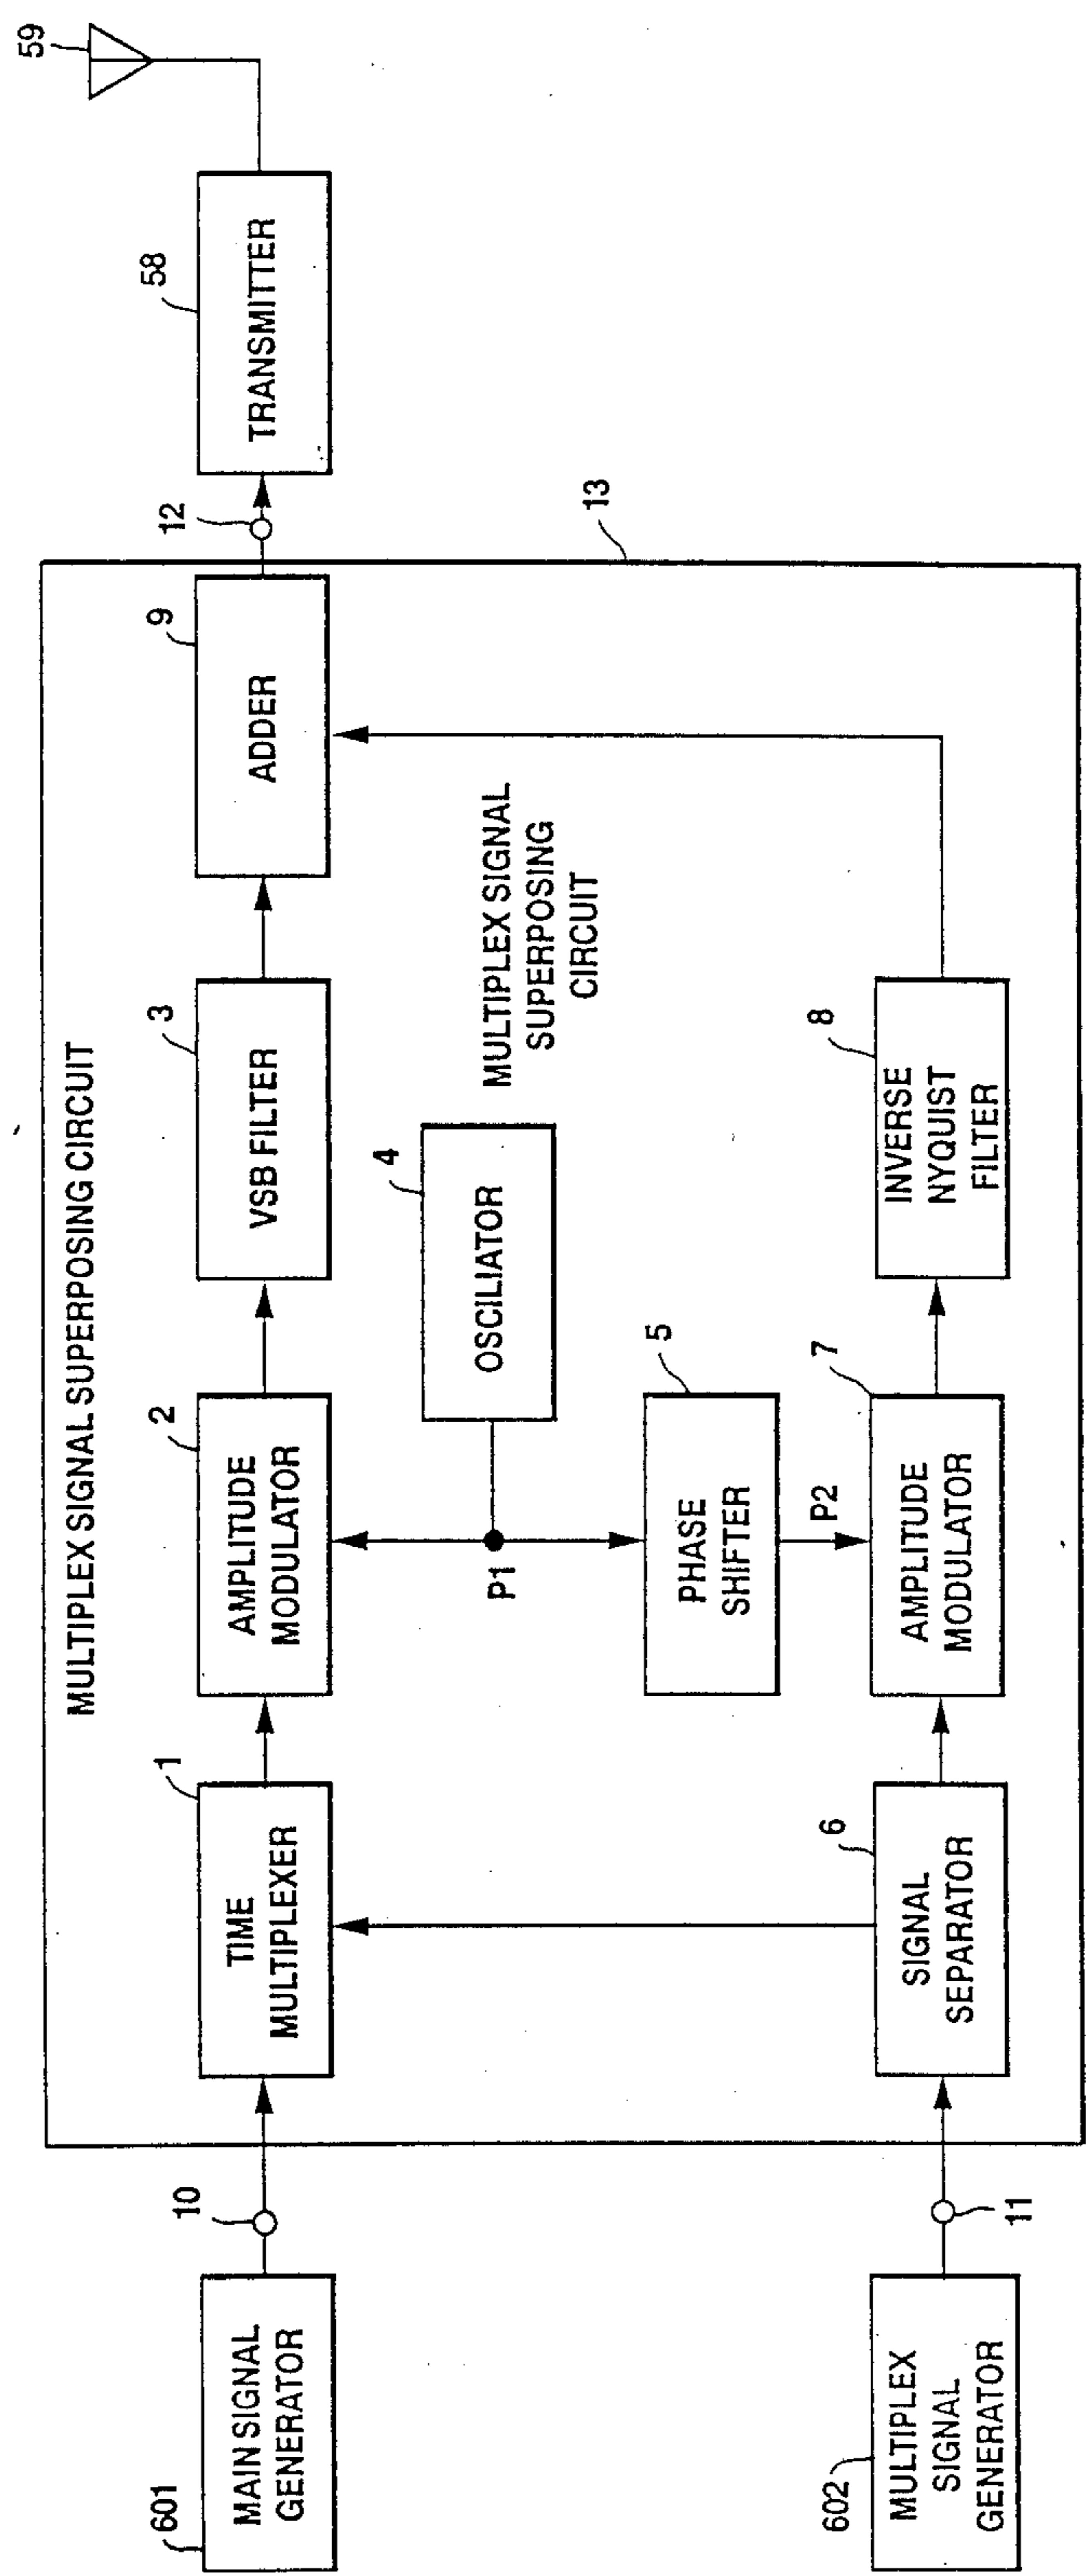 59
58
TRANSMITTER
12
13
MULTIPLEX SIGNAL SUPERPOSING CIRCUIT
9
ADDER
3
VSB FILTER
MULTIPLEX SIGNAL
SUPERPOSING
CIRCUIT
4
OSCILIATOR
8
INVERSE
NYQUIST
FILTER
2
AMPLITUDE
MODULATOR
P1
5
PHASE
SHIFTER
P2
7
AMPLITUDE
MODULATOR
1
TIME
MULTIPLEXER
6
SIGNAL
SEPARATOR
10
11
601
MAIN SIGNAL
GENERATOR
602
MULTIPLEX
SIGNAL
GENERATOR